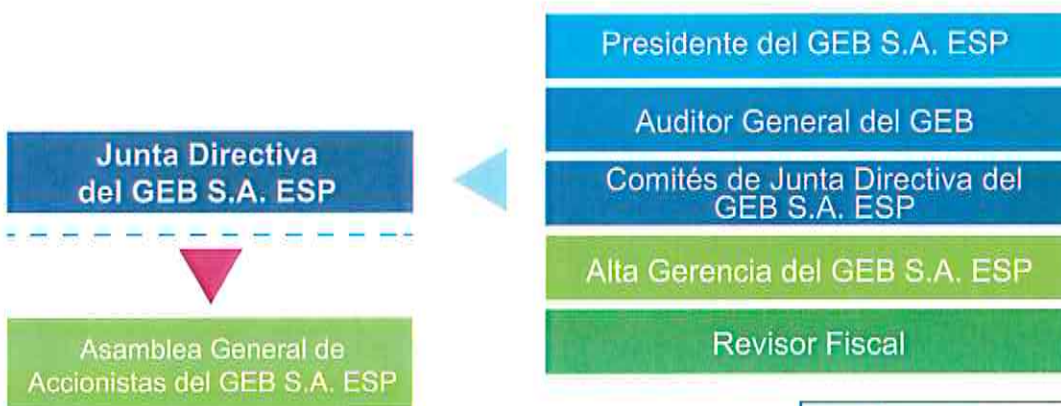 Junta Directiva
del GEB S.A. ESP
Asamblea General de
Accionistas del GEB S.A. ESP
Presidente del GEB S.A. ESP
Auditor General del GEB
Comités de Junta Directiva del
GEB S.A. ESP
Alta Gerencia del GEB S.A. ESP
Revisor Fiscal